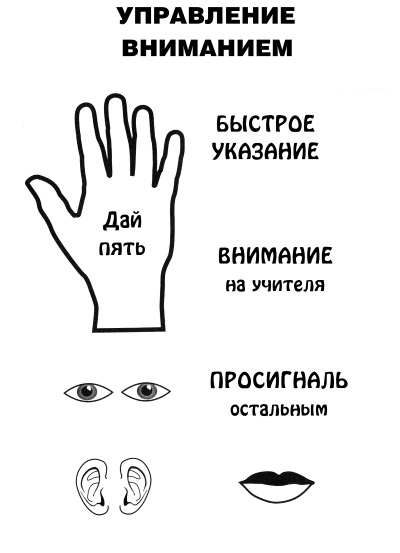 УПРАВЛЕНИЕ
ВНИМАНИЕМ
БЫСТРОЕ
УКАЗАНИЕ
Дай
пять
ВНИМАНИЕ
на учителя
ПРОСИГНАЛЬ
остальным